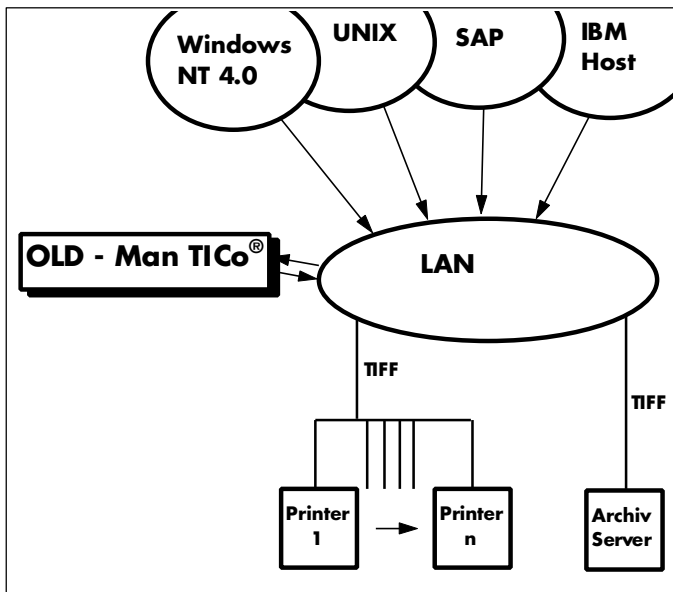 Windows
NT 4.0
UNIX
SAP
IBM
Host
OLD - Man TICo®
LAN
TIFF
TIFF
Printer
1
Printer
n
Archiv
Server